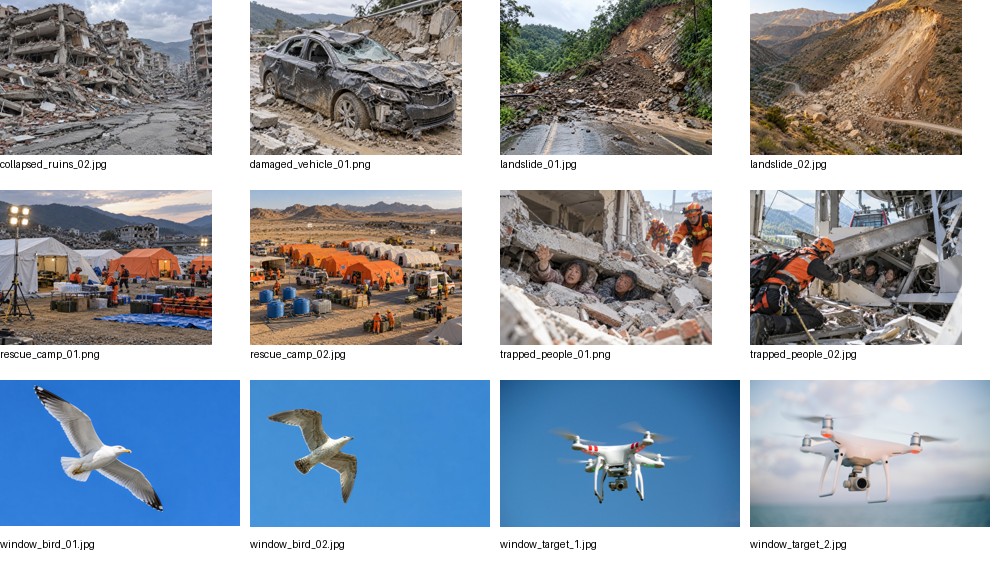 collapsed_ruins_02.jpg
damaged_vehicle_01.png
landslide_01.jpg
landslide_02.jpg
rescue_camp_01.png
rescue_camp_02.jpg
trapped_people_01.png
trapped_people_02.jpg
window_bird_01.jpg
window_bird_02.jpg
window_target_1.jpg
window_target_2.jpg